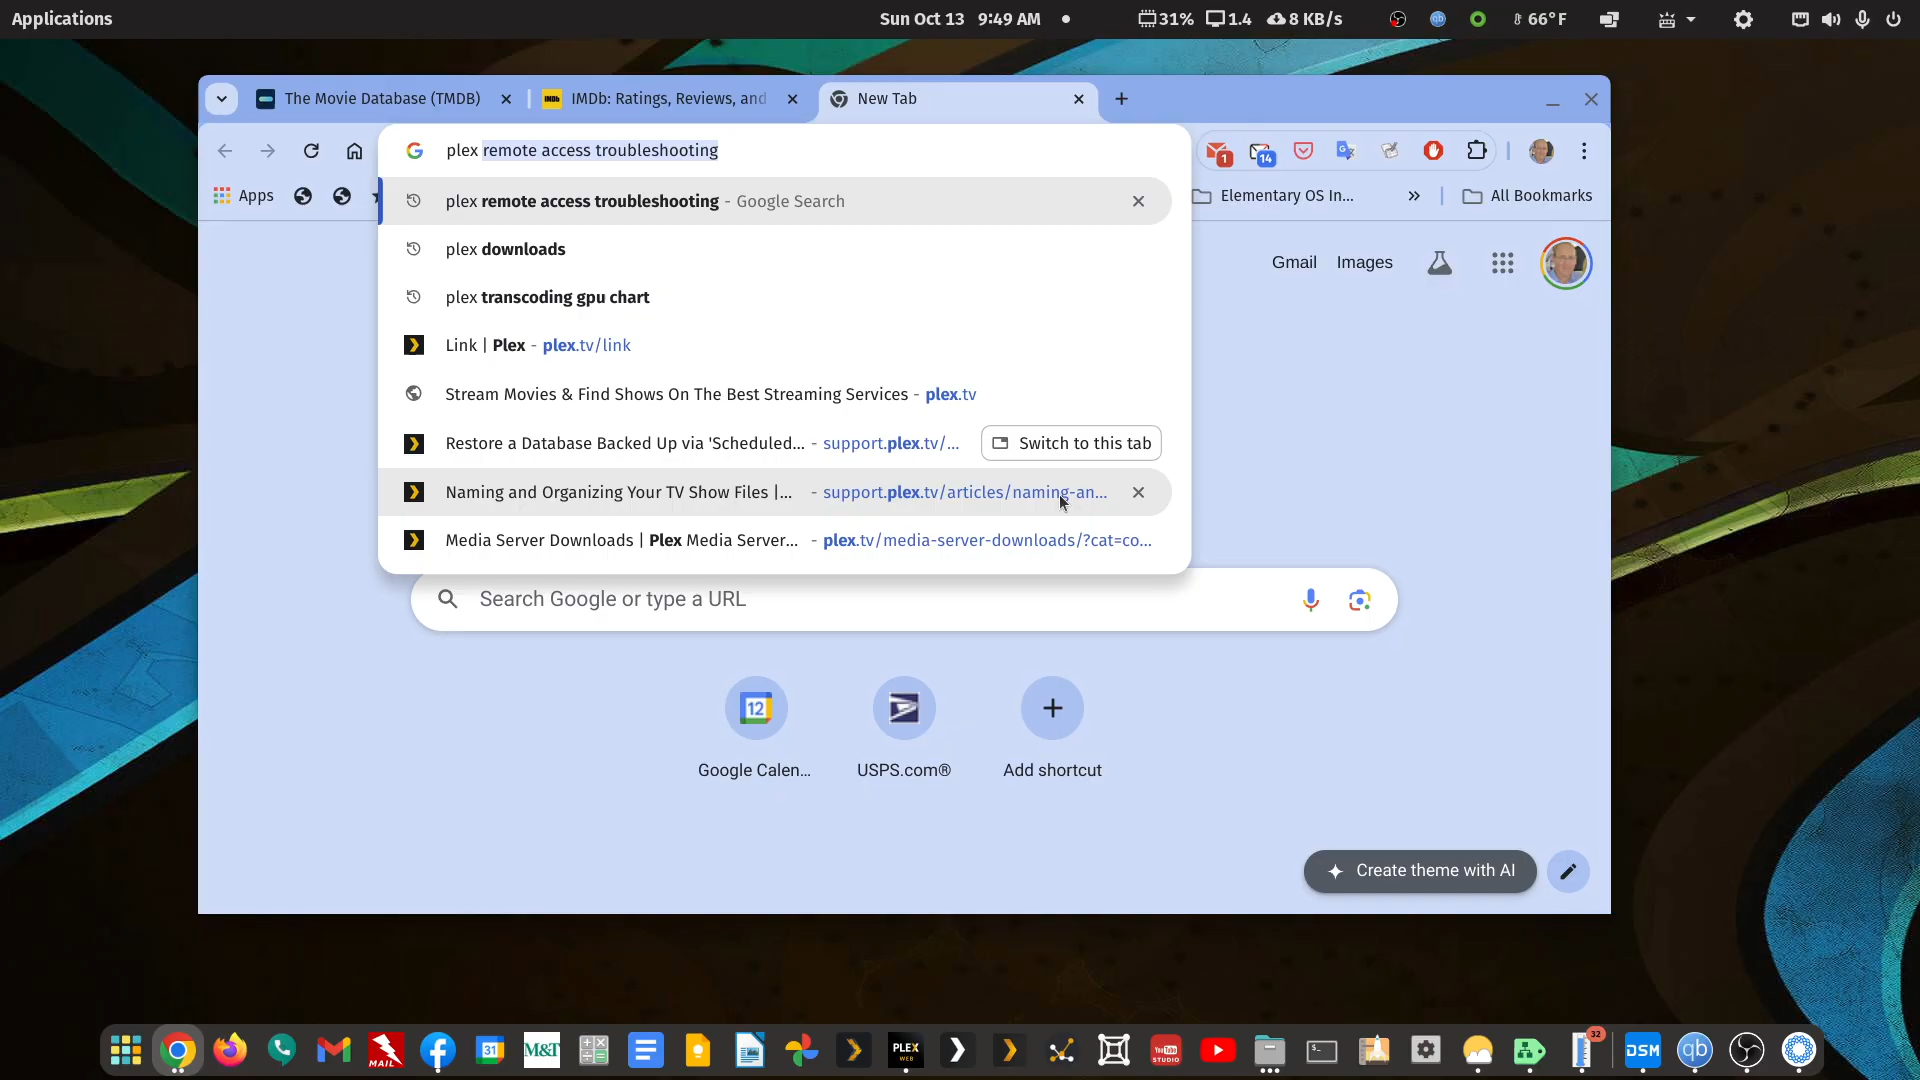 Applications
Sun Oct 13 9:49 AM
31% 1.4 8 KB/s
66°F
The Movie Database (TMDB)
IMDb IMDb: Ratings, Reviews, and
New Tab
plex remote access troubleshooting
1 14
Apps
Elementary OS In...
»
All Bookmarks
plex remote access troubleshooting - Google Search
plex downloads
Gmail Images
plex transcoding gpu chart
Link | Plex - plex.tv/link
Stream Movies & Find Shows On The Best Streaming Services - plex.tv
Restore a Database Backed Up via 'Scheduled... - support.plex.tv/...
Switch to this tab
Naming and Organizing Your TV Show Files |... - support.plex.tv/articles/naming-an...
Media Server Downloads | Plex Media Server... - plex.tv/media-server-downloads/?cat=co...
Search Google or type a URL
12
Google Calen...
USPS.com®
Add shortcut
Create theme with AI
MAIL
31
M&T
PLEX
WEB
YouTube
STUDIO
32
DSM
qb